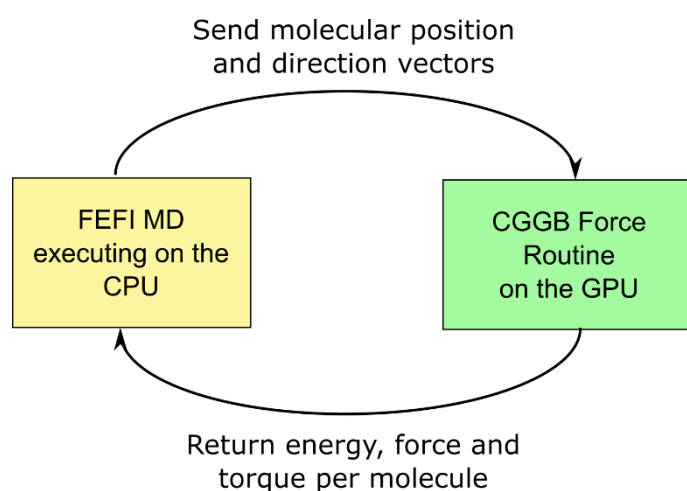 Send molecular position
and direction vectors
FEFI MD
executing on the
CPU
CGGB Force
Routine
on the GPU
Return energy, force and
torque per molecule